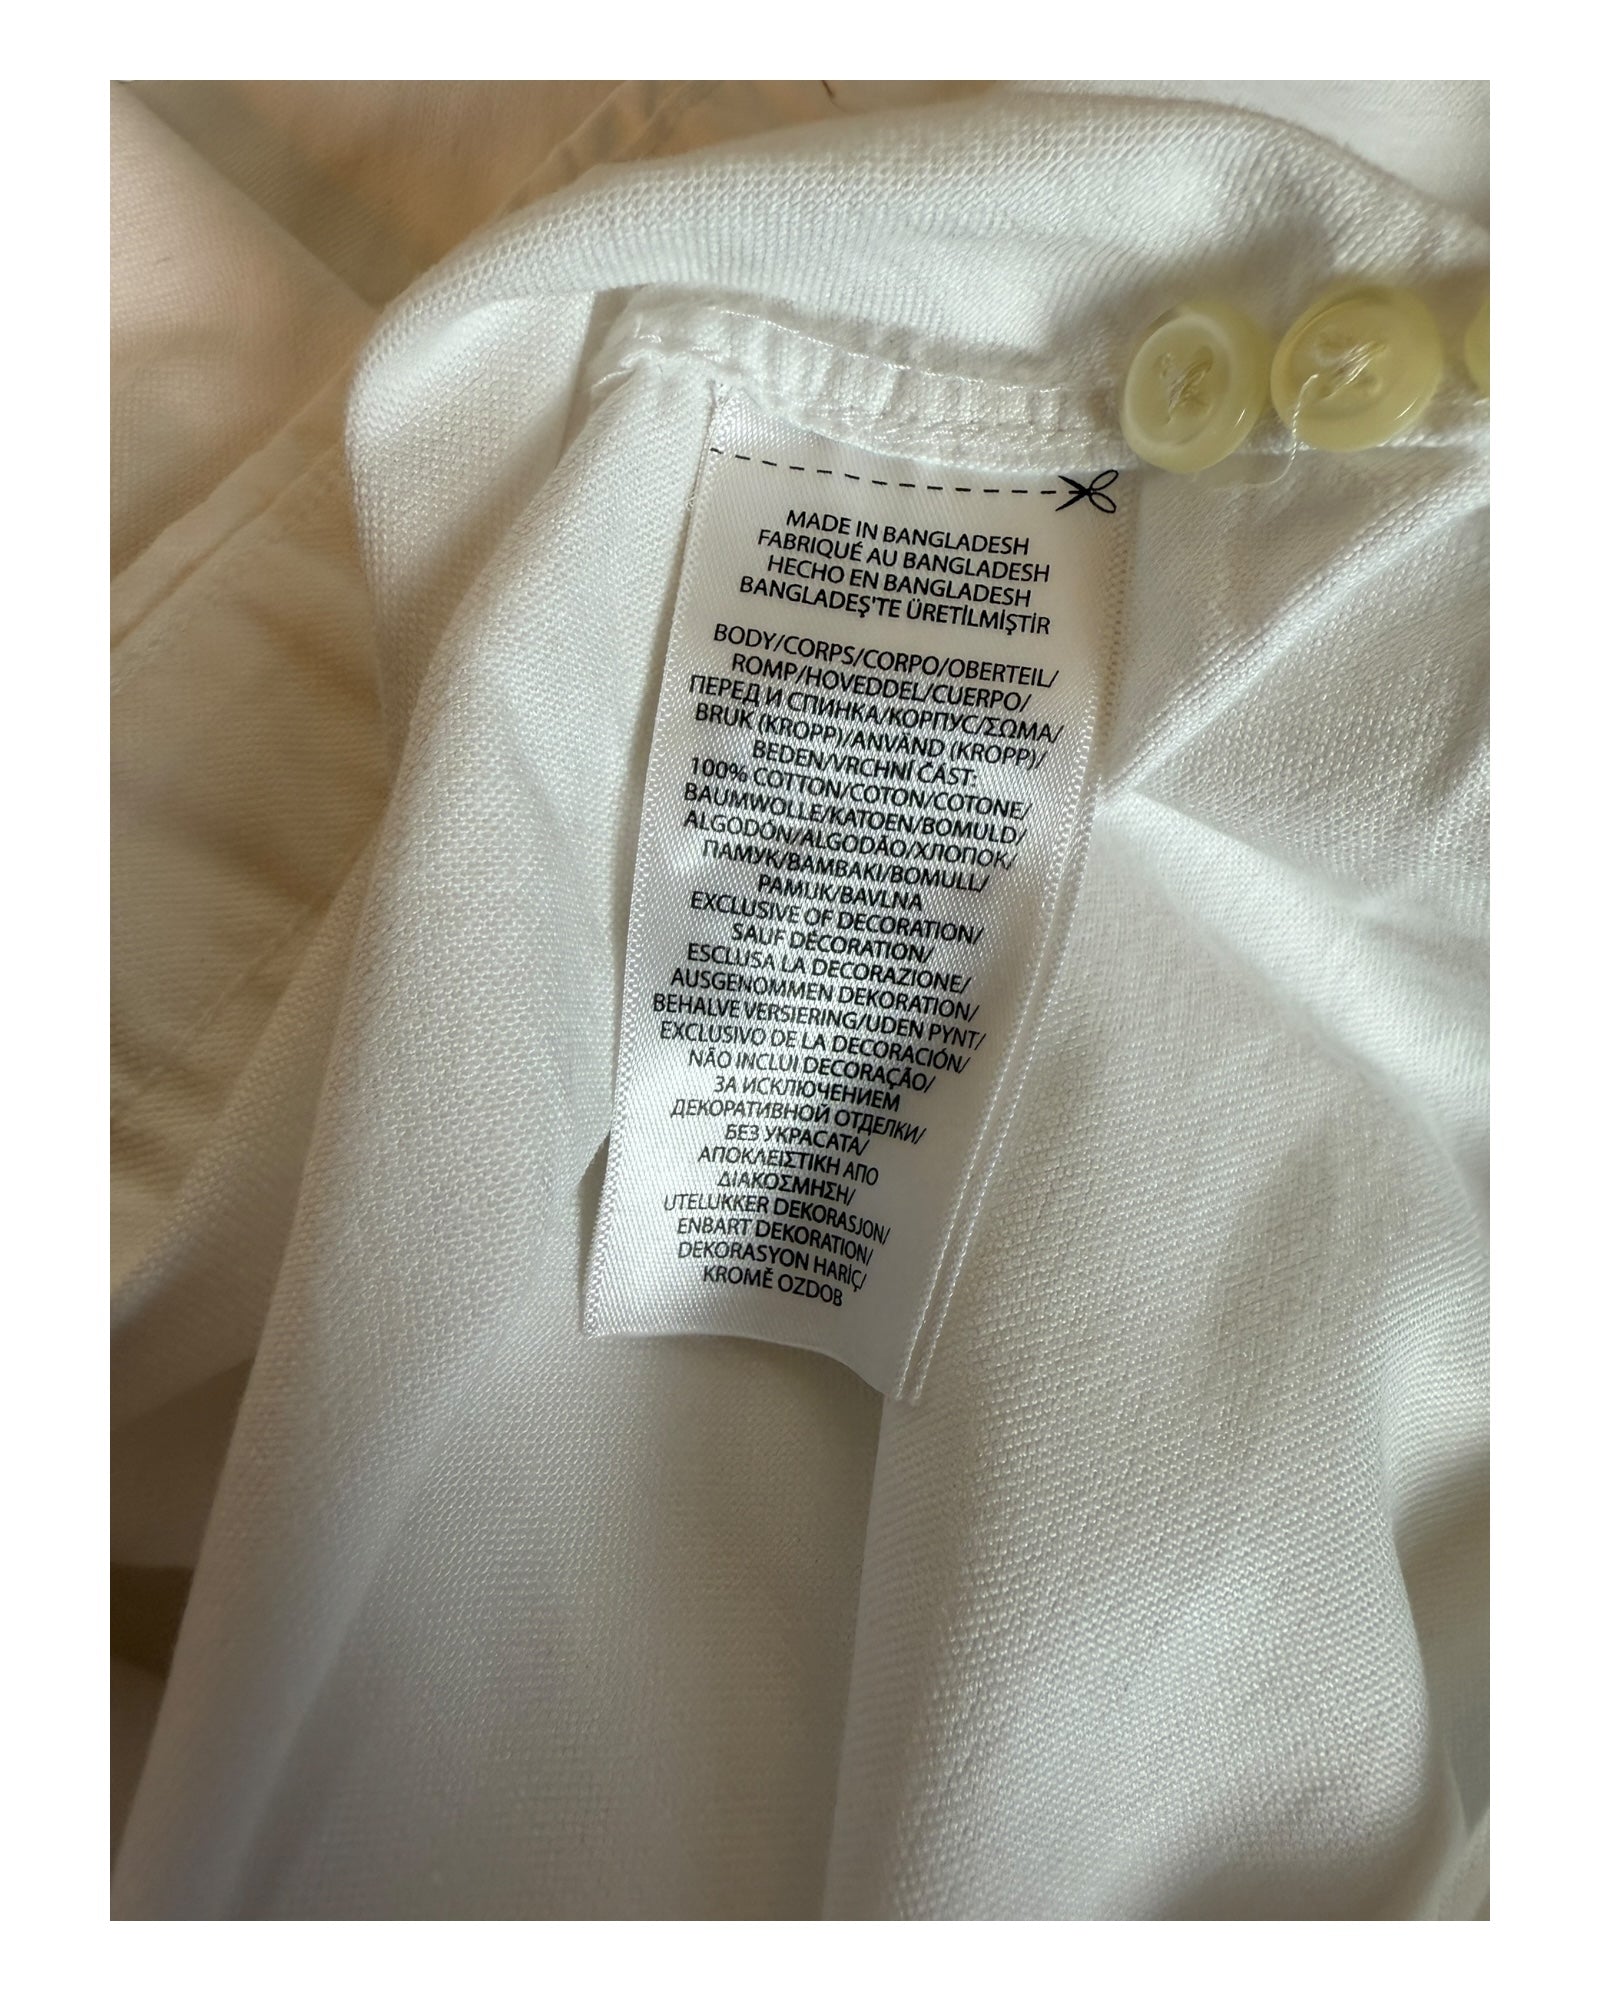 MADE IN BANGLADESH
FABRIQUÉ AU BANGLADESH
HECHO EN BANGLADESH
BANGLADEŞ'TE ÜRETİLMİŞTİR
BODY/CORPS/CORPO/OBERTEIL/
ROMP/HOVEDDEL/CUERPO/
ПЕРЕД И СПИНКА/КОРПУС/ΣΩΜΑ/
BRUK (KROPP)/ANVÄND (KROPP)/
BEDEN/VRCHNÍ ČÁST:
100% COTTON/COTON/COTONE/
BAUMWOLLE/KATOEN/BOMULD/
ALGODÓN/ALGODÃO/ХЛОПОК/
ПАМУК/ΒΑΜΒΑΚΙ/BOMULL/
PAMUK/BAVLNA
EXCLUSIVE OF DECORATION/
SAUF DÉCORATION/
ESCLUSA LA DECORAZIONE/
AUSGENOMMEN DEKORATION/
BEHALVE VERSIERING/UDEN PYNT/
EXCLUSIVO DE LA DECORACIÓN/
NÃO INCLUI DECORAÇÃO/
ЗА ИСКЛЮЧЕНИЕМ
ДЕКОРАТИВНОЙ ОТДЕЛКИ/
БЕЗ УКРАСАТА/
ΑΠΟΚΛΕΙΣΤΙΚΗ ΑΠΟ
ΔΙΑΚΟΣΜΗΣΗ/
UTELUKKER DEKORASJON/
ENBART DEKORATION/
DEKORASYON HARİÇ/
KROMĚ OZDOB